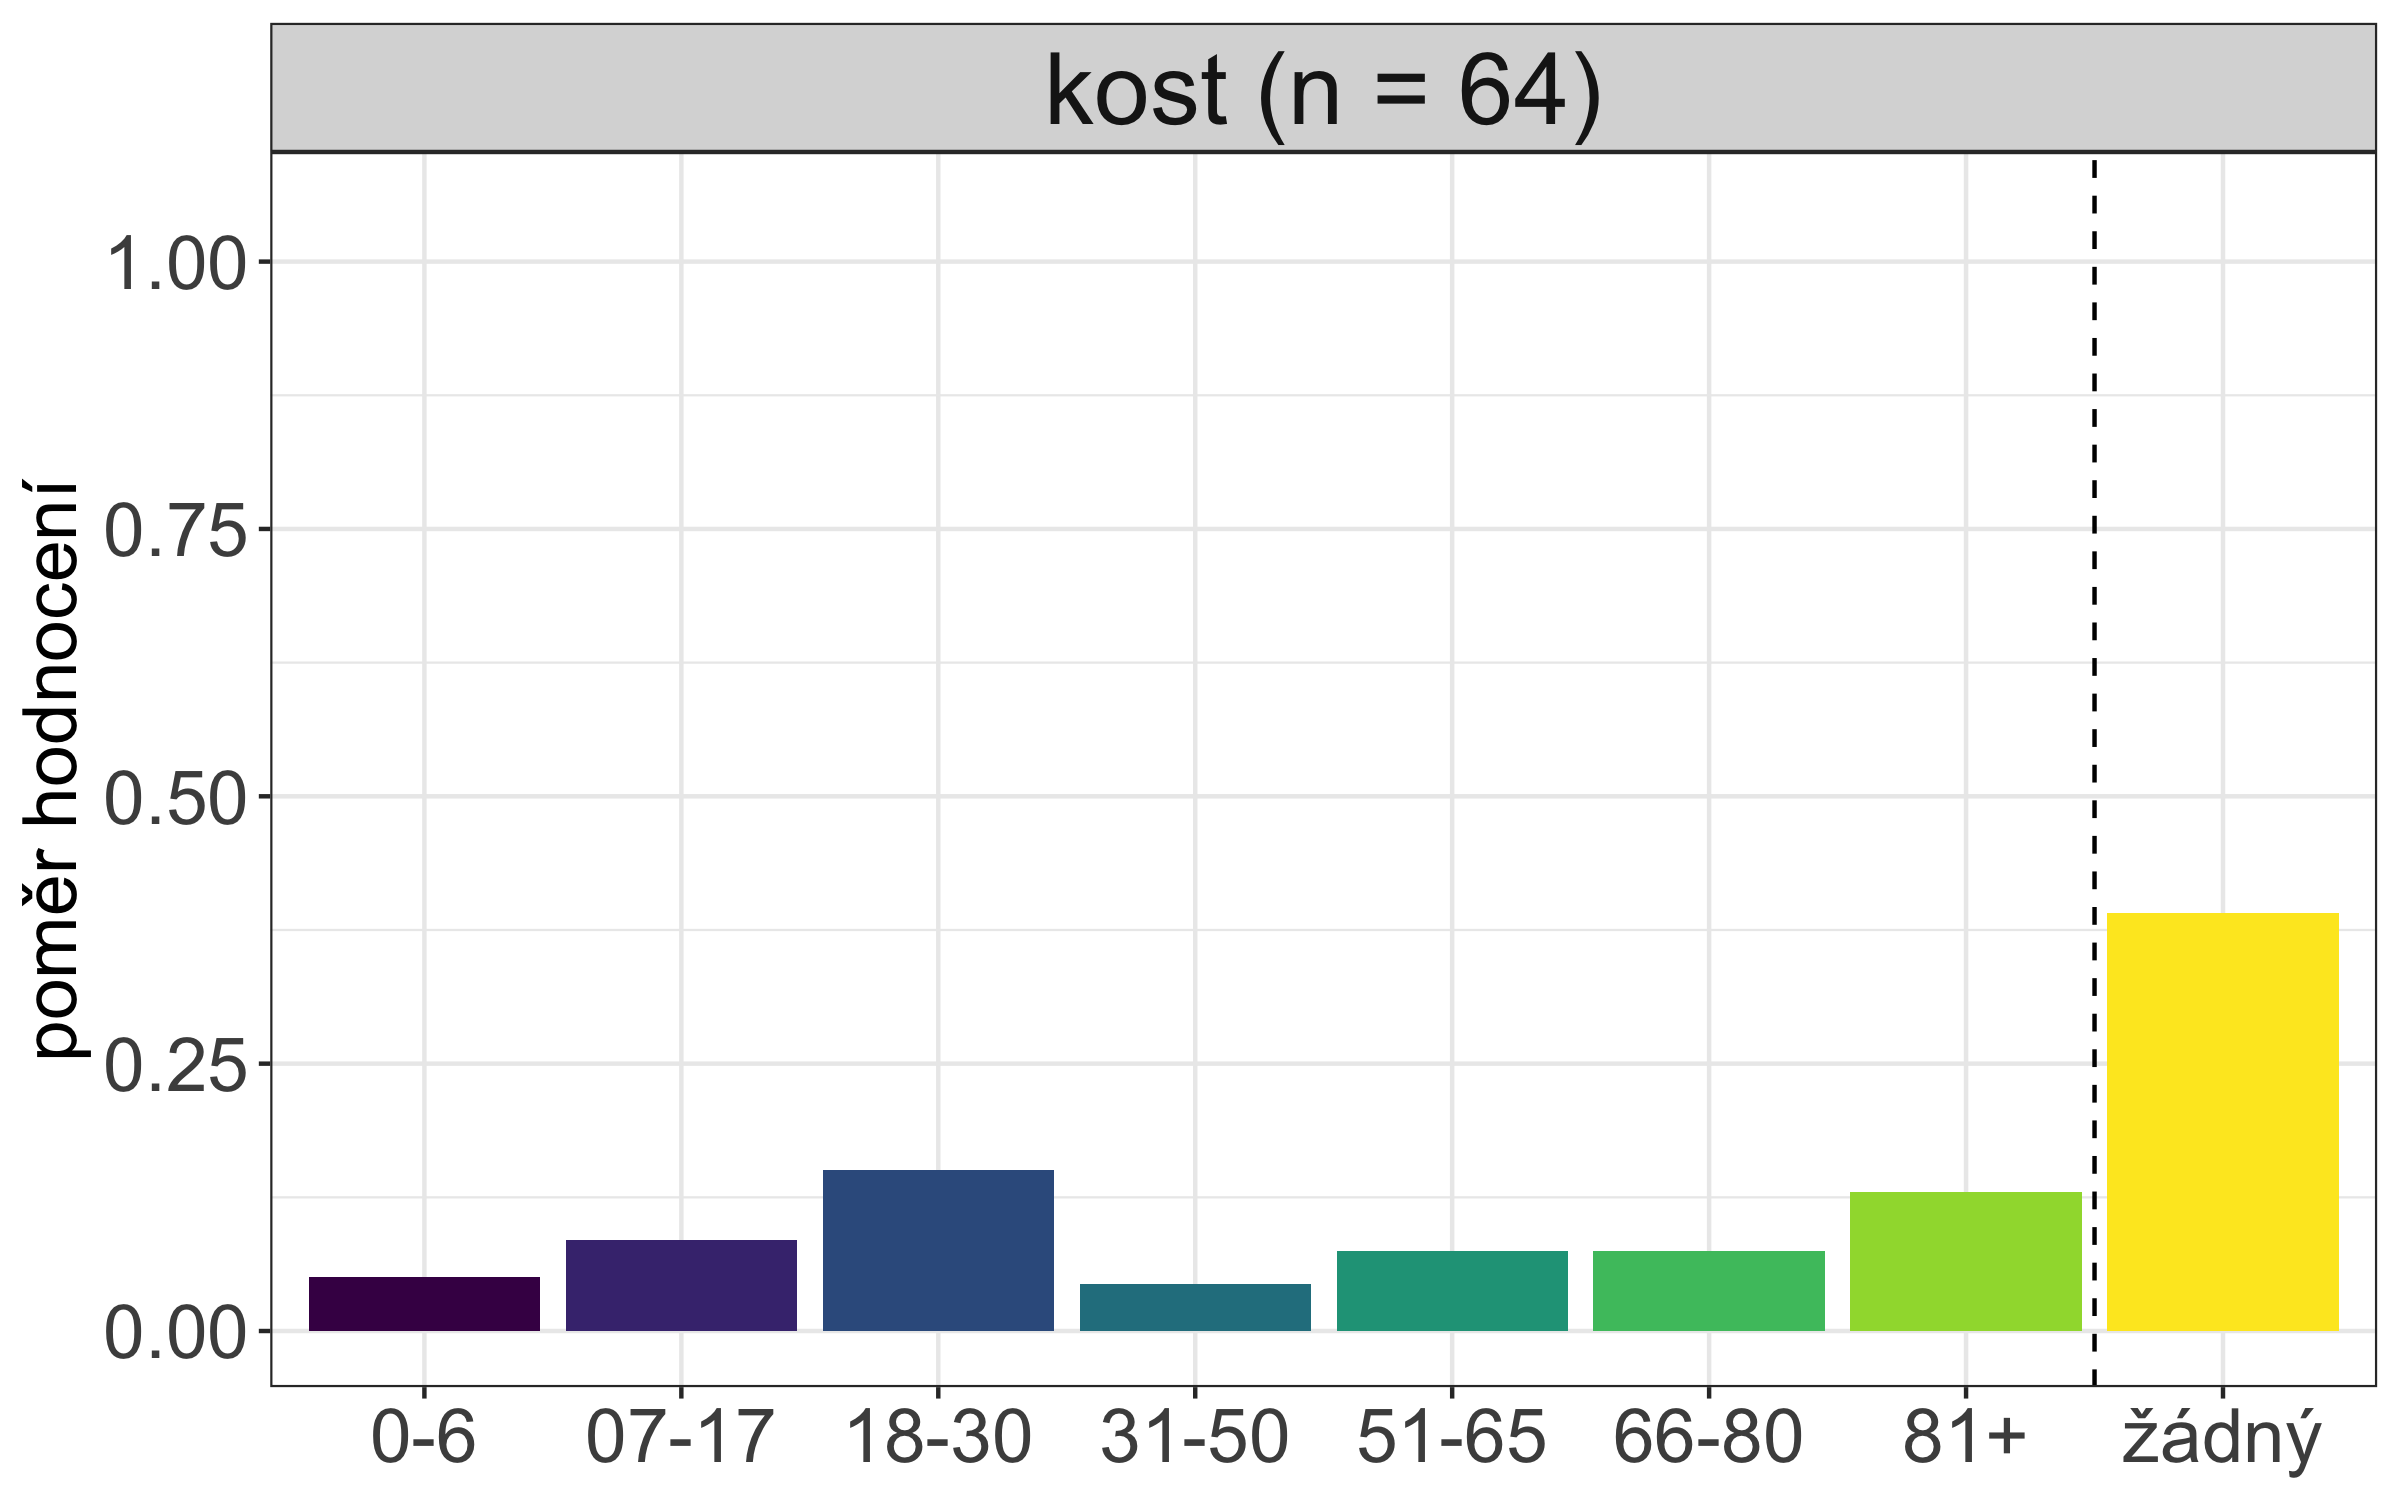 kost (n = 64)
poměr hodnocení
1.00
0.75
0.50
0.25
0.00
0-6 07-17 18-30 31-50 51-65 66-80 81+ žádný